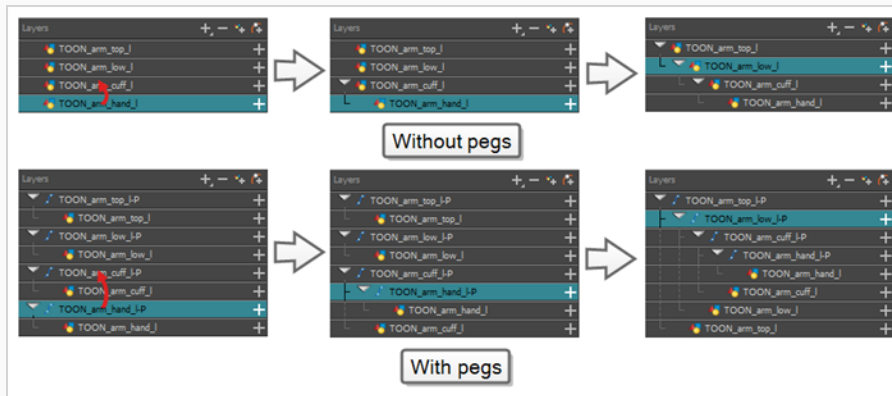 Layers
TOON_arm_top_l
TOON_arm_low_l
TOON_arm_cuff_l
TOON_arm_hand_l
Layers
TOON_arm_top_l
TOON_arm_low_l
TOON_arm_cuff_l
TOON_arm_hand_l
Layers
TOON_arm_top_l
TOON_arm_low_l
TOON_arm_cuff_l
TOON_arm_hand_l
Without pegs
Layers
TOON_arm_top_l-P
TOON_arm_top_l
TOON_arm_low_l-P
TOON_arm_low_l
TOON_arm_cuff_l-P
TOON_arm_cuff_l
TOON_arm_hand_l-P
TOON_arm_hand_l
Layers
TOON_arm_top_l-P
TOON_arm_top_l
TOON_arm_low_l-P
TOON_arm_low_l
TOON_arm_cuff_l-P
TOON_arm_hand_l-P
TOON_arm_hand_l
TOON_arm_cuff_l
Layers
TOON_arm_top_l-P
TOON_arm_low_l-P
TOON_arm_cuff_l-P
TOON_arm_hand_l-P
TOON_arm_hand_l
TOON_arm_cuff_l
TOON_arm_low_l
TOON_arm_top_l
With pegs